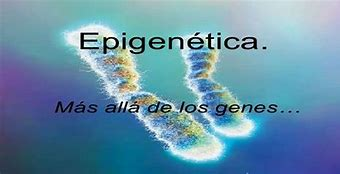 Epigenética.
Más allá de los genes…